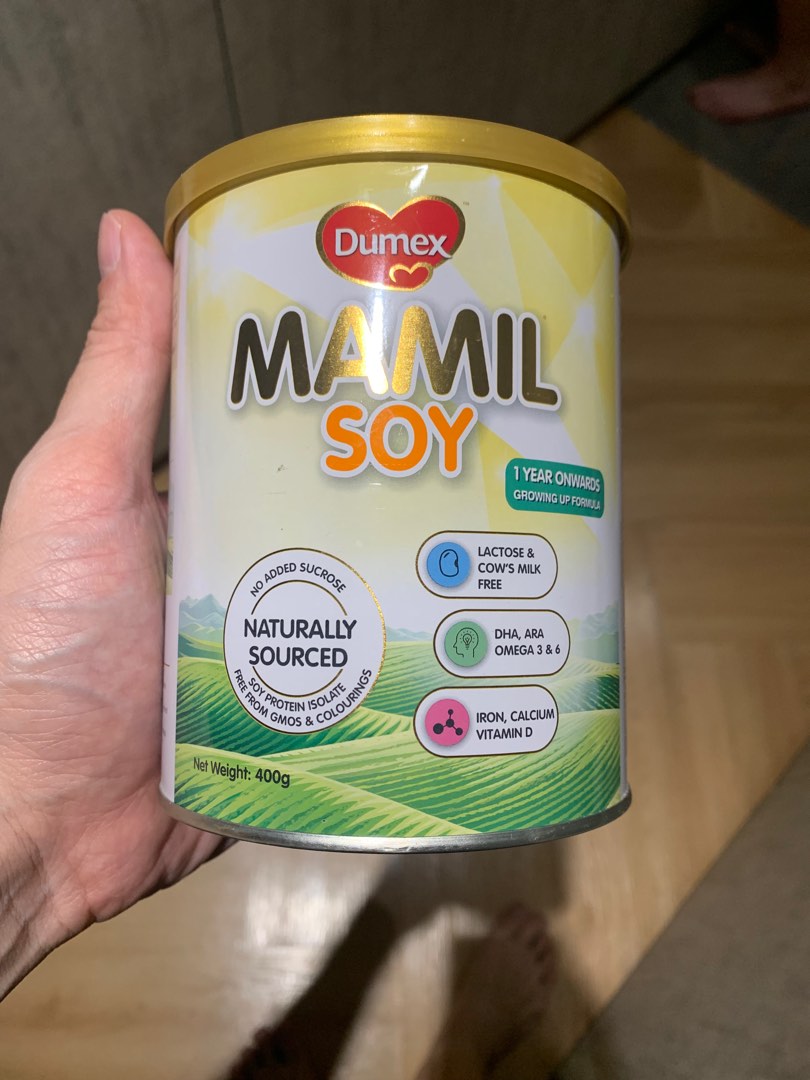 Dumex
MAMIL
SOY
1 YEAR ONWARDS
GROWING UP FORMULA
LACTOSE &
COW'S MILK
FREE
NO ADDED SUCROSE
NATURALLY
SOURCED
SOY PROTEIN ISOLATE
FREE FROM GMOS & COLOURINGS
DHA, ARA
OMEGA 3 & 6
IRON, CALCIUM
VITAMIN D
Net Weight: 400g